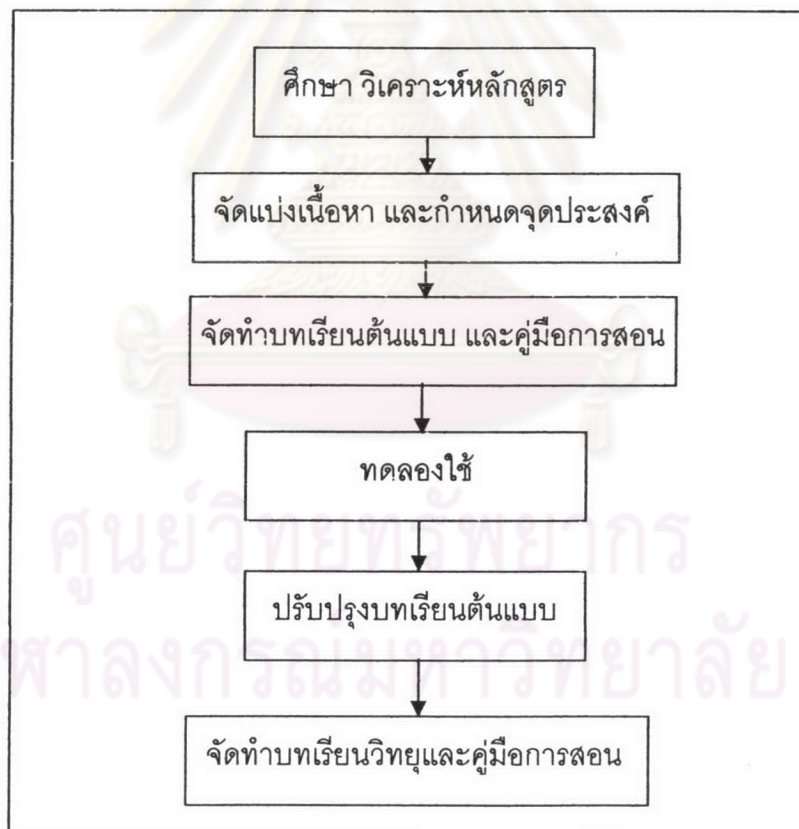 ศึกษา วิเคราะห์หลักสูตร
จัดแบ่งเนื้อหา และกำหนดจุดประสงค์
จัดทำบทเรียนต้นแบบ และคู่มือการสอน
ทดลองใช้
ศูนย์วิทยทรัพยากร
ปรับปรุงบทเรียนต้นแบบ
ฬาลงกรณ์มหาวิทยาลัย
จัดทำบทเรียนวิทยุและคู่มือการสอน